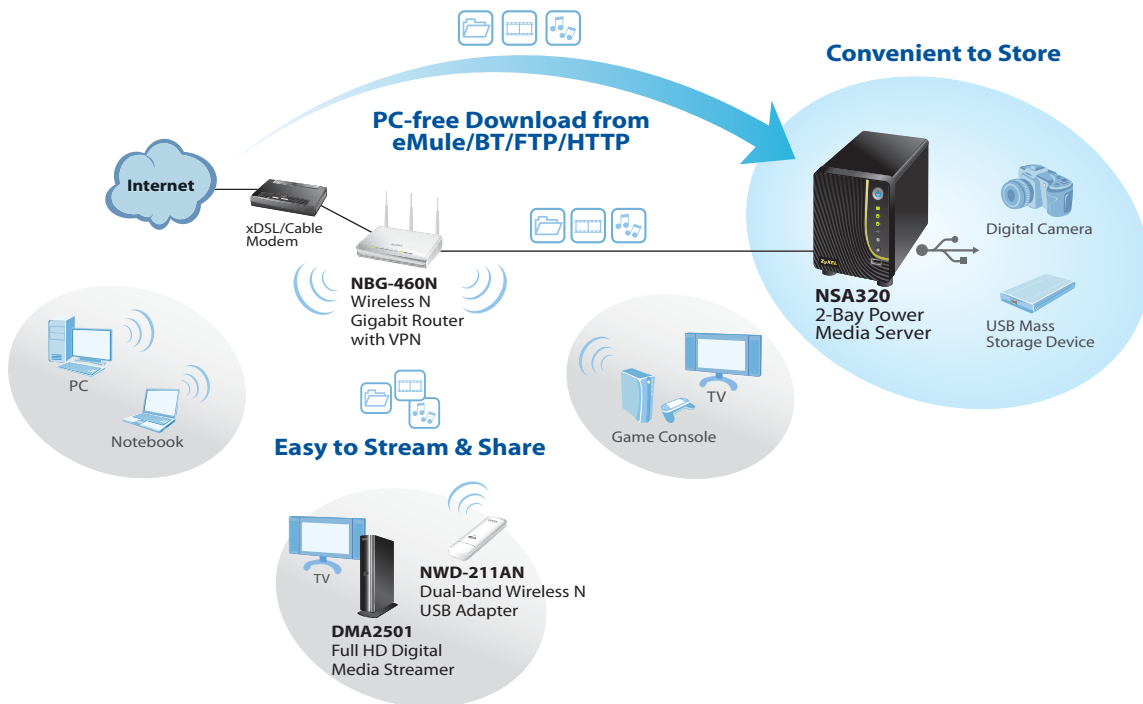 Convenient to Store
PC-free Download from
eMule/BT/FTP/HTTP
Internet
xDSL/Cable
Modem
NBG-460N
Wireless N
Gigabit Router
with VPN
ZyXEL
NSA320
2-Bay Power
Media Server
Digital Camera
USB Mass
Storage Device
PC
Notebook
TV
Game Console
Easy to Stream & Share
TV
NWD-211AN
Dual-band Wireless N
USB Adapter
DMA2501
Full HD Digital
Media Streamer